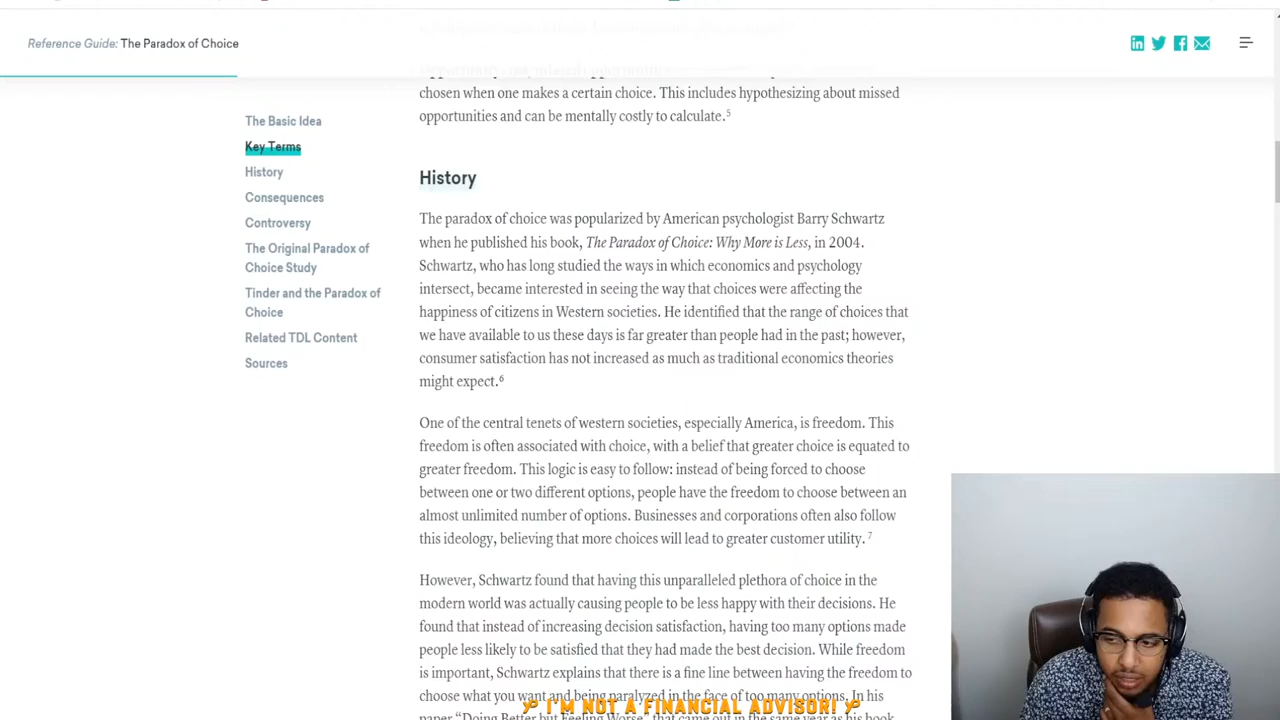 Reference Guide: The Paradox of Choice
chosen when one makes a certain choice. This includes hypothesizing about missed
opportunities and can be mentally costly to calculate.5
The Basic Idea
Key Terms
History
Consequences
Controversy
The Original Paradox of
Choice Study
Tinder and the Paradox of
Choice
Related TDL Content
Sources
History
The paradox of choice was popularized by American psychologist Barry Schwartz
when he published his book, The Paradox of Choice: Why More is Less, in 2004.
Schwartz, who has long studied the ways in which economics and psychology
intersect, became interested in seeing the way that choices were affecting the
happiness of citizens in Western societies. He identified that the range of choices that
we have available to us these days is far greater than people had in the past; however,
consumer satisfaction has not increased as much as traditional economics theories
might expect.6
One of the central tenets of western societies, especially America, is freedom. This
freedom is often associated with choice, with a belief that greater choice is equated to
greater freedom. This logic is easy to follow: instead of being forced to choose
between one or two different options, people have the freedom to choose between an
almost unlimited number of options. Businesses and corporations often also follow
this ideology, believing that more choices will lead to greater customer utility. 7
However, Schwartz found that having this unparalleled plethora of choice in the
modern world was actually causing people to be less happy with their decisions. He
found that instead of increasing decision satisfaction, having too many options made
people less likely to be satisfied that they had made the best decision. While freedom
is important, Schwartz explains that there is a fine line between having the freedom to
choose what you want and being paralyzed in the face of too many options. In his
paper "Doing Better but Feeling Worse" that came out in the same year as his book
I'M NOT A FINANCIAL ADVISOR!